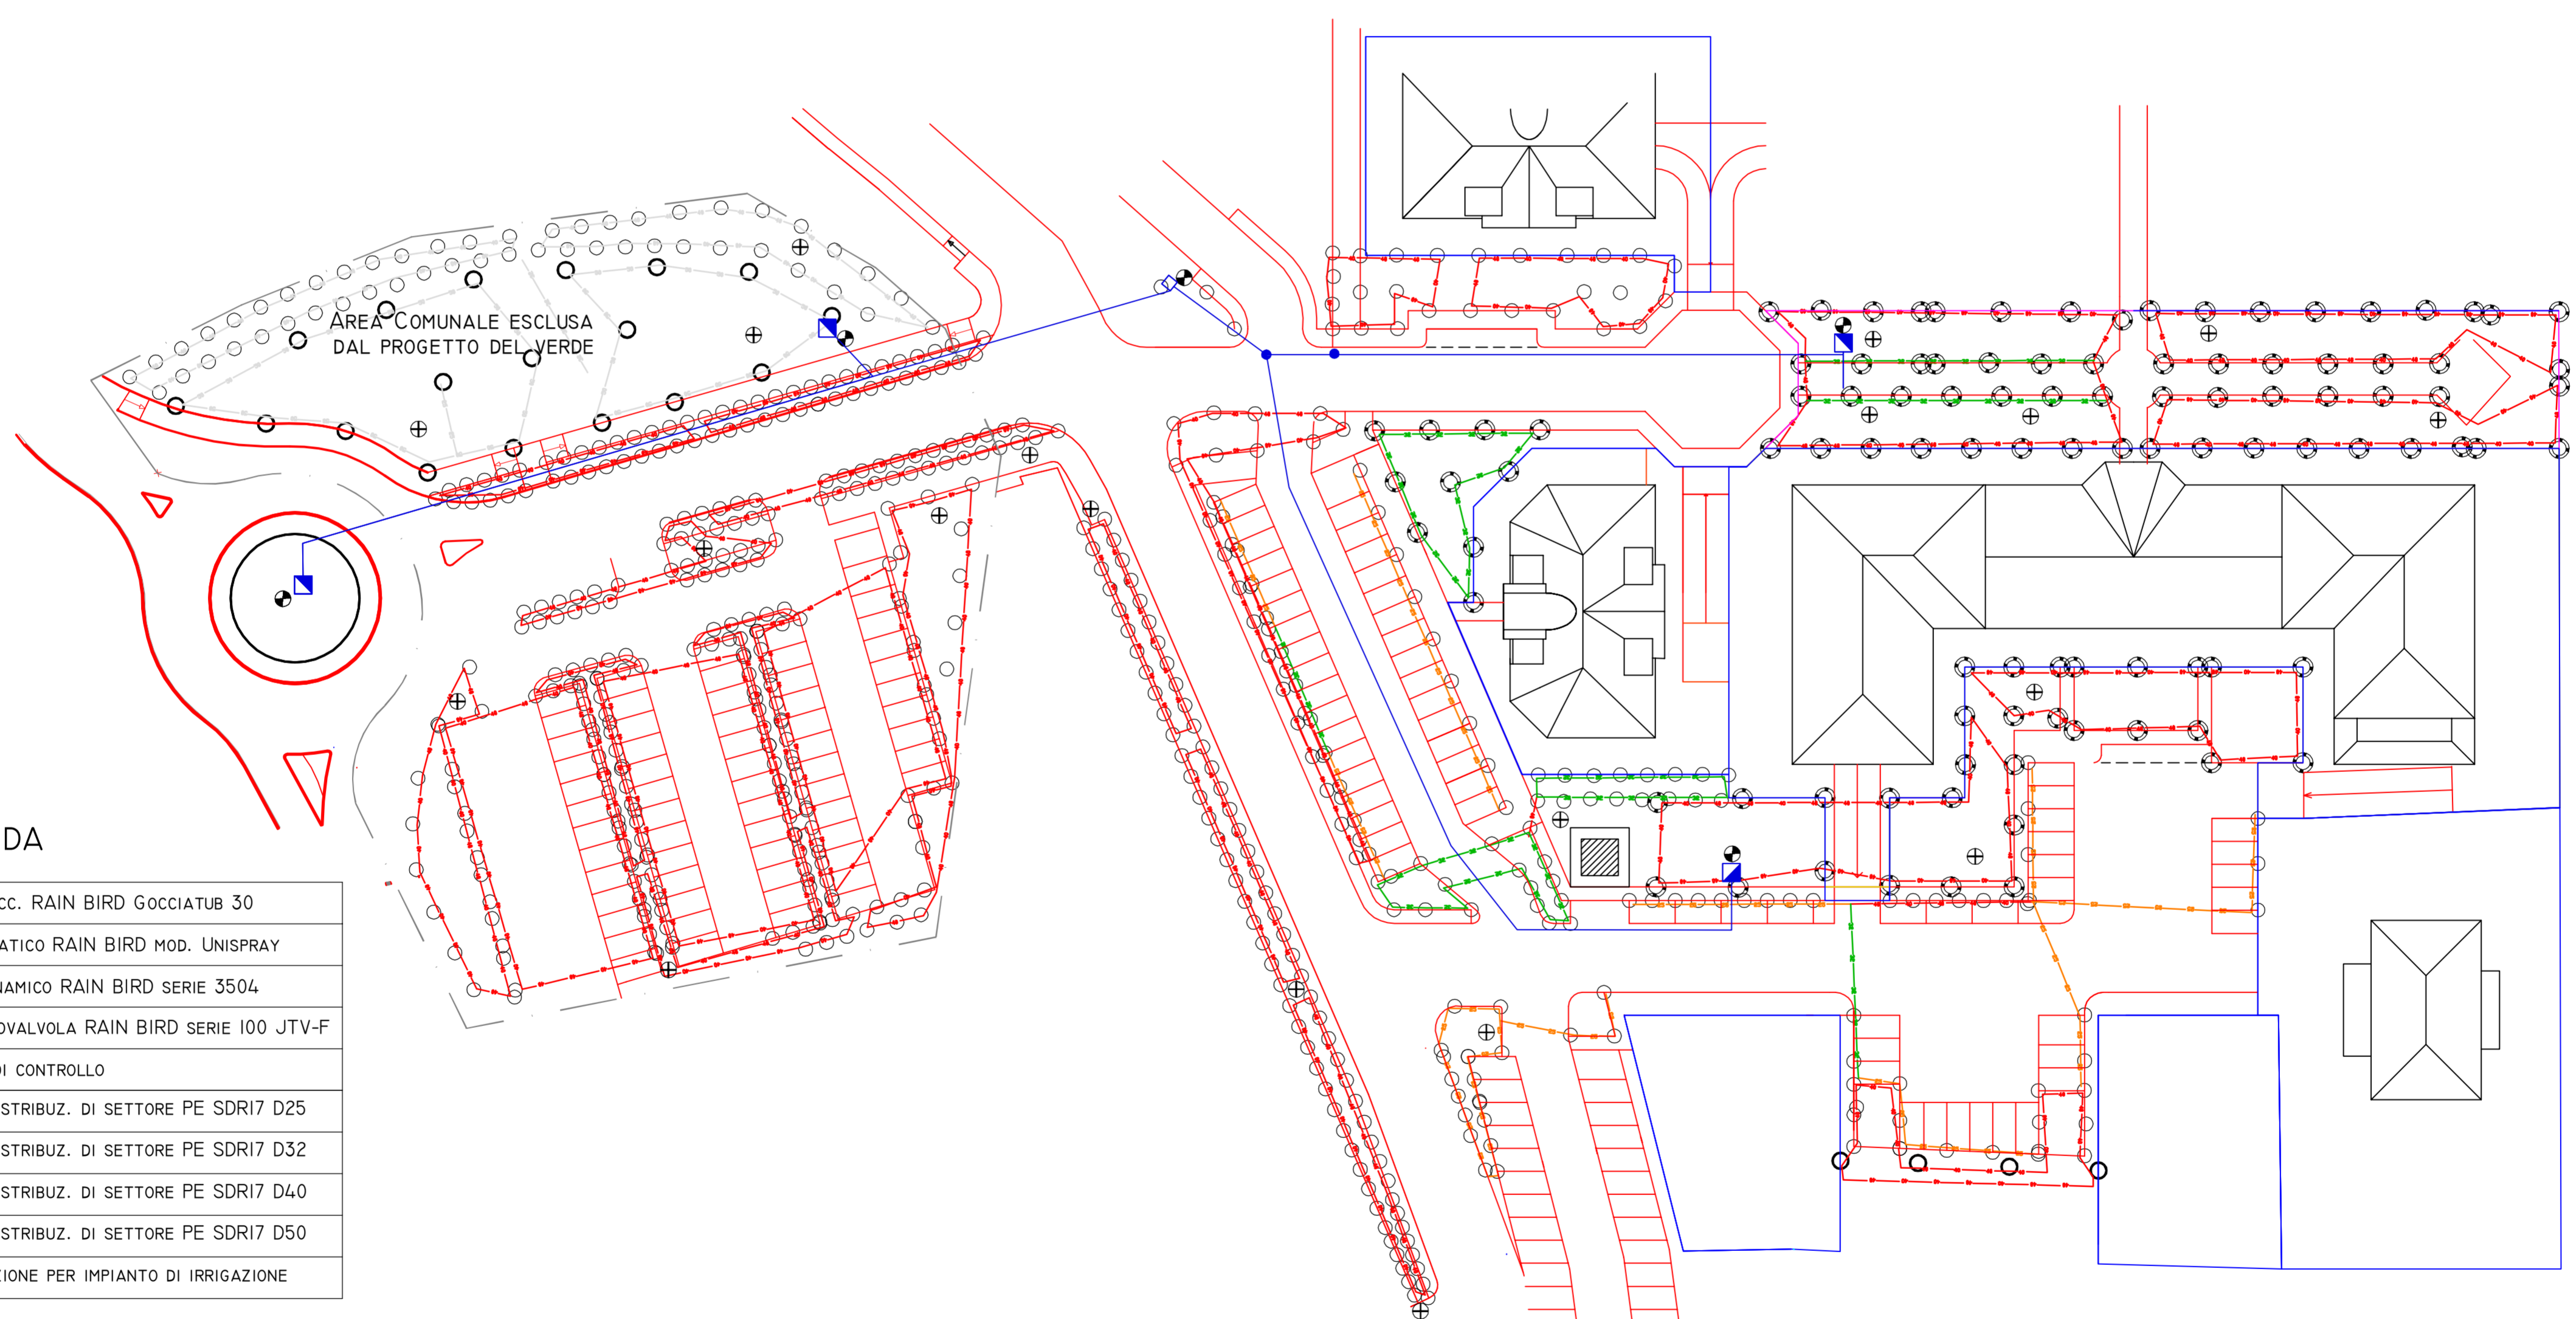 AREA COMUNALE ESCLUSA
DAL PROGETTO DEL VERDE
DA
CC. RAIN BIRD GOCCIATUB 30
ATICO RAIN BIRD MOD. UNISPRAY
NAMICO RAIN BIRD SERIE 3504
OVALVOLA RAIN BIRD SERIE 100 JTV-F
DI CONTROLLO
STRIBUZ. DI SETTORE PE SDR17 D25
STRIBUZ. DI SETTORE PE SDR17 D32
STRIBUZ. DI SETTORE PE SDR17 D40
STRIBUZ. DI SETTORE PE SDR17 D50
ZIONE PER IMPIANTO DI IRRIGAZIONE